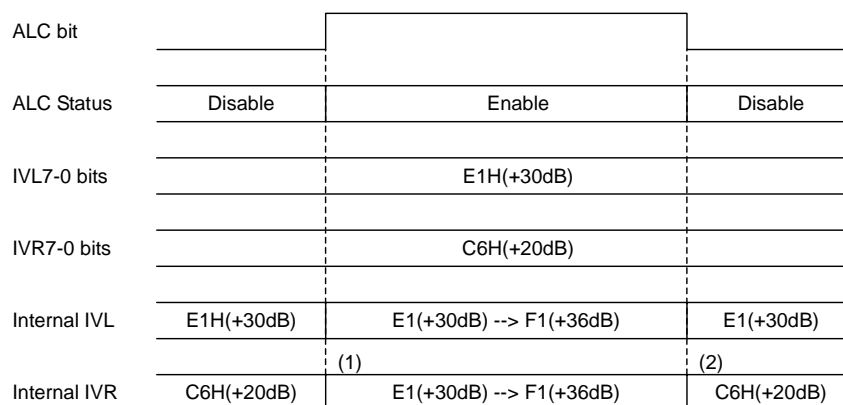 ALC bit
ALC Status Disable Enable Disable
IVL7-0 bits E1H(+30dB)
IVR7-0 bits C6H(+20dB)
Internal IVL E1H(+30dB) E1(+30dB) --> F1(+36dB) E1(+30dB)
(1) (2)
Internal IVR C6H(+20dB) E1(+30dB) --> F1(+36dB) C6H(+20dB)